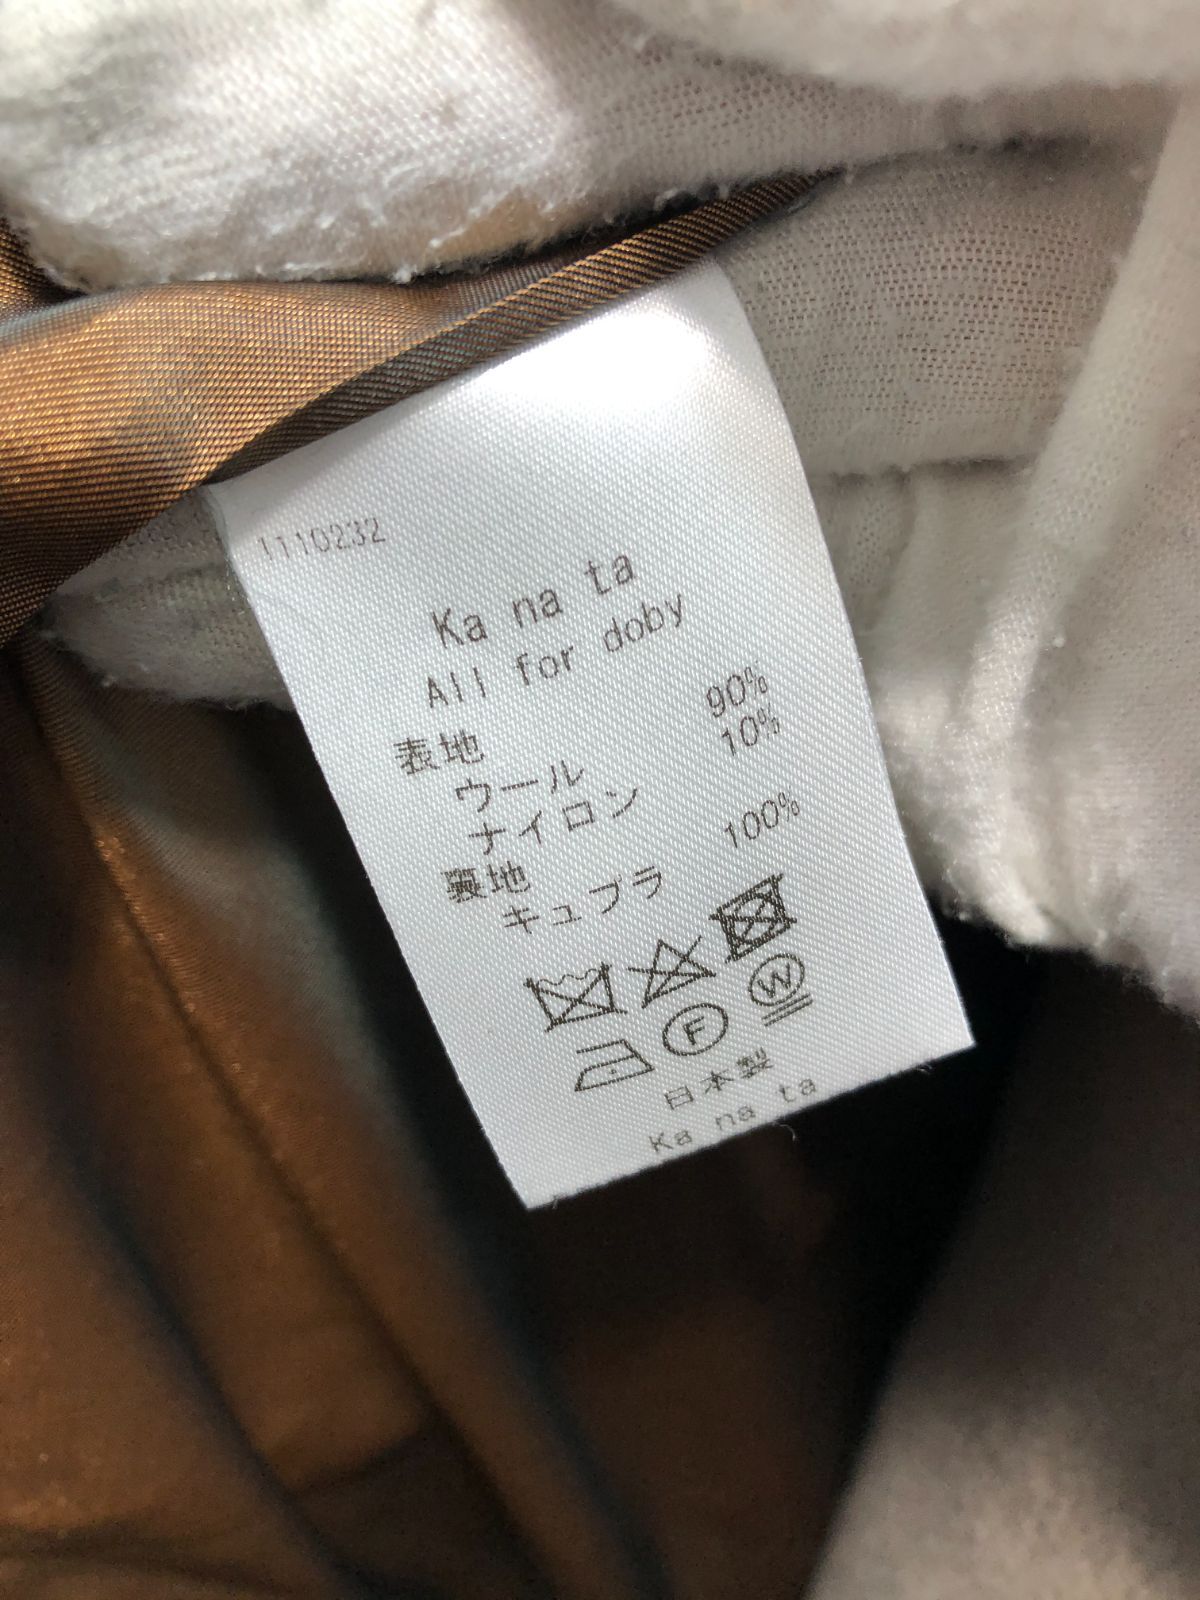 1110232
Ka na ta
All for doby
表地
ウール 90%
ナイロン 10%
裏地
キュプラ 100%
F W
日本製
Ka na ta